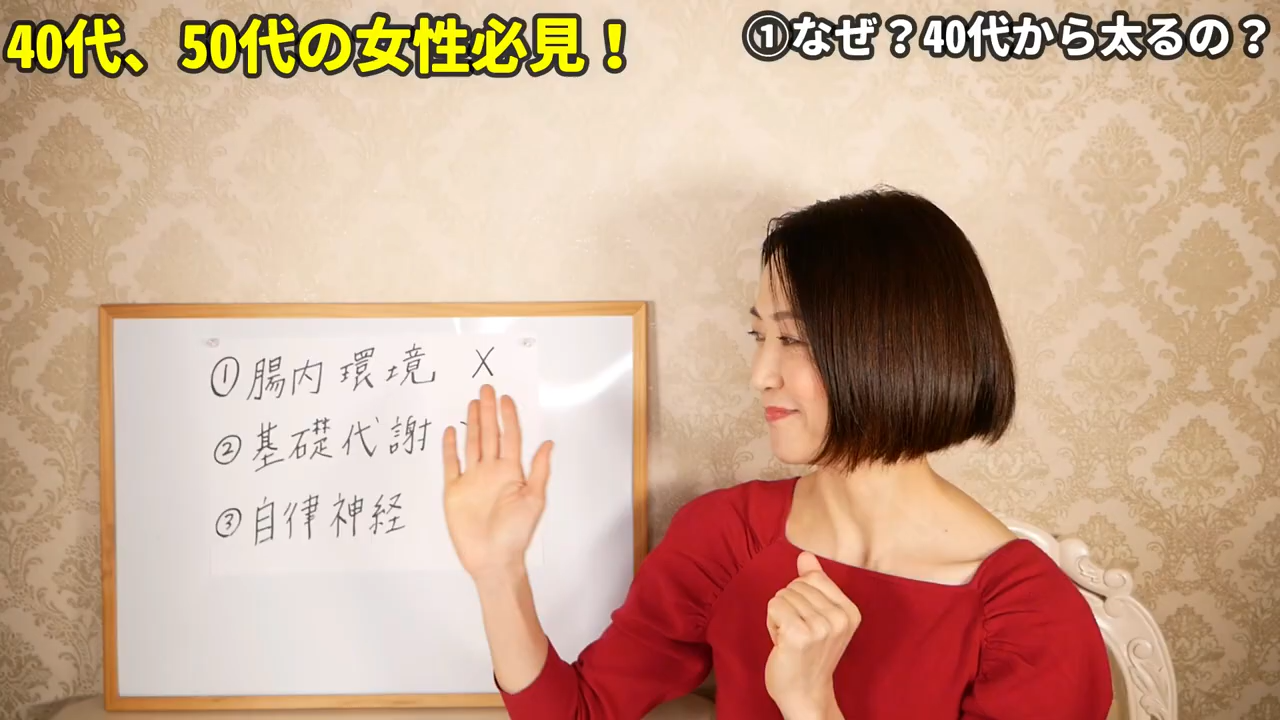 40代、50代の女性必見！
①なぜ？40代から太るの？
①腸内環境 X
②基礎代謝
③自律神経